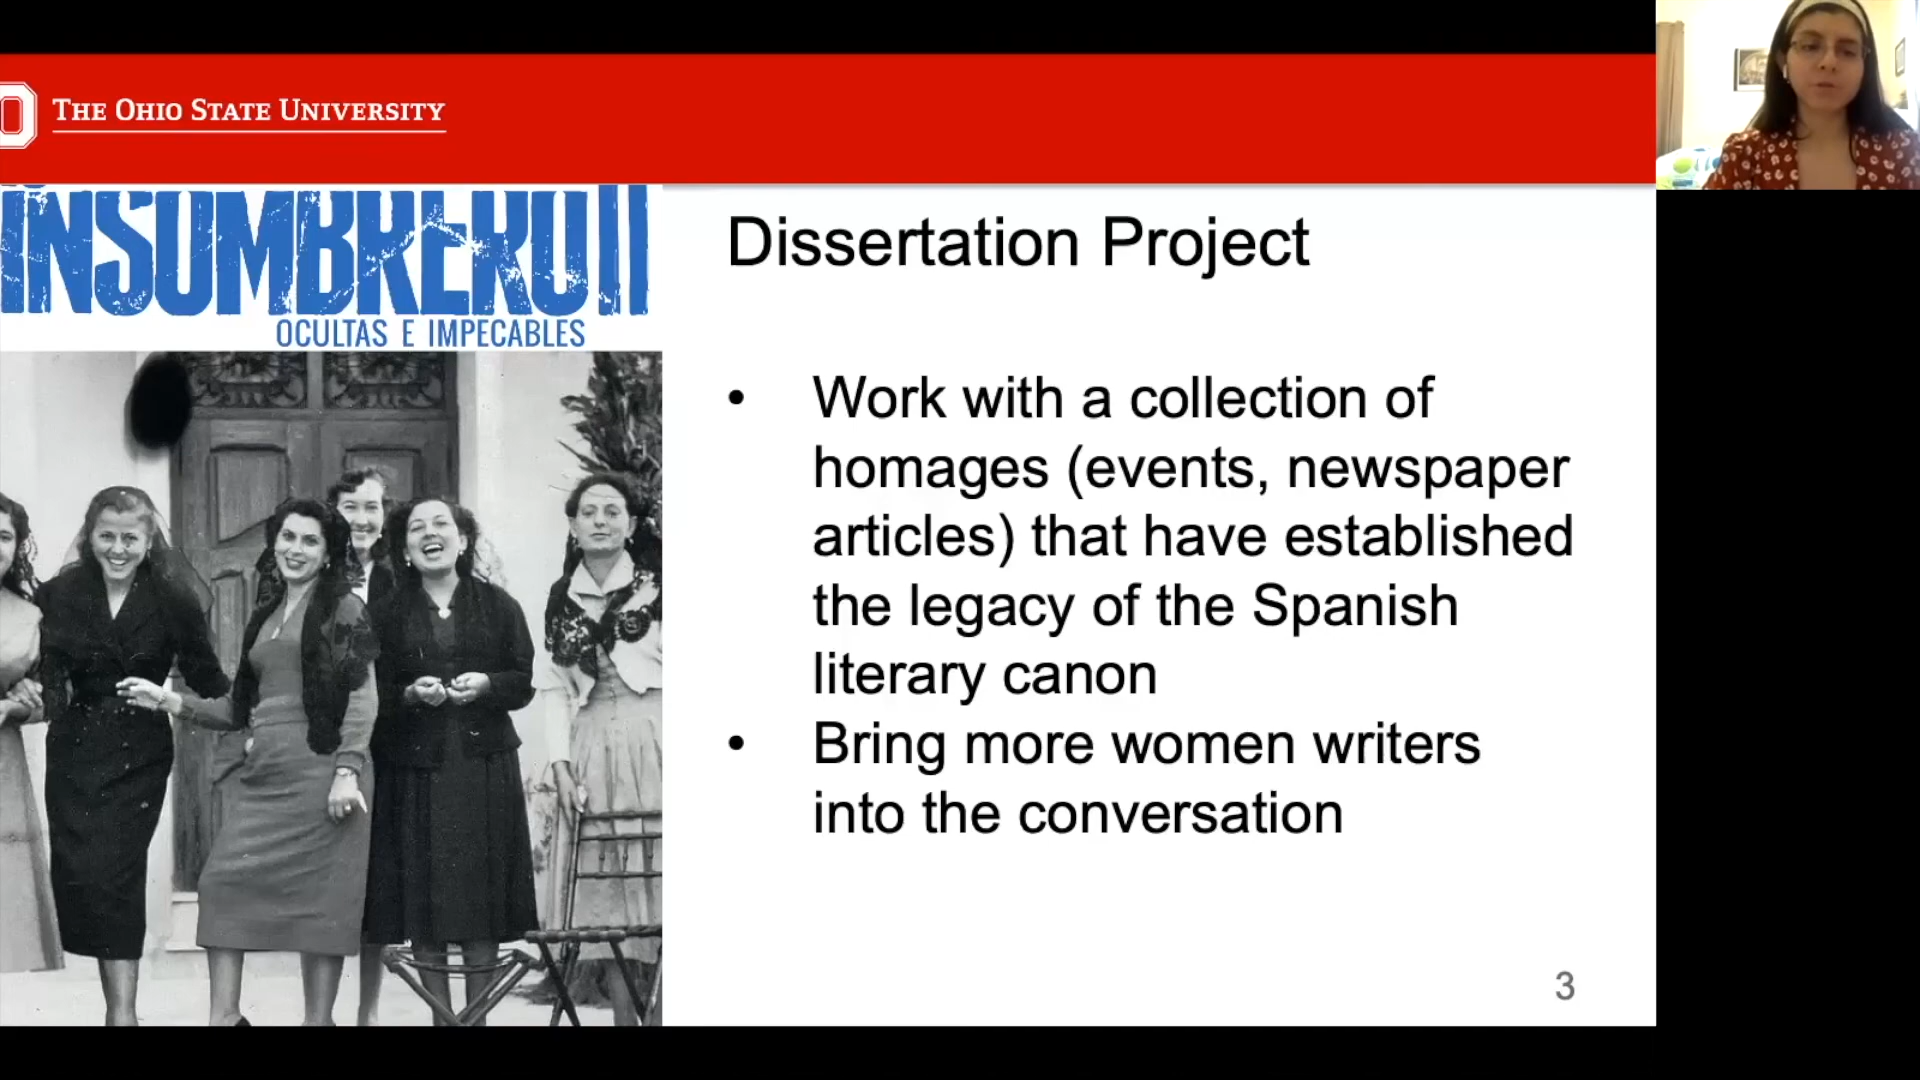 THE OHIO STATE UNIVERSITY
INSOMBRERO II
OCULTAS E IMPECABLES
Dissertation Project
• Work with a collection of
homages (events, newspaper
articles) that have established
the legacy of the Spanish
literary canon
• Bring more women writers
into the conversation
3